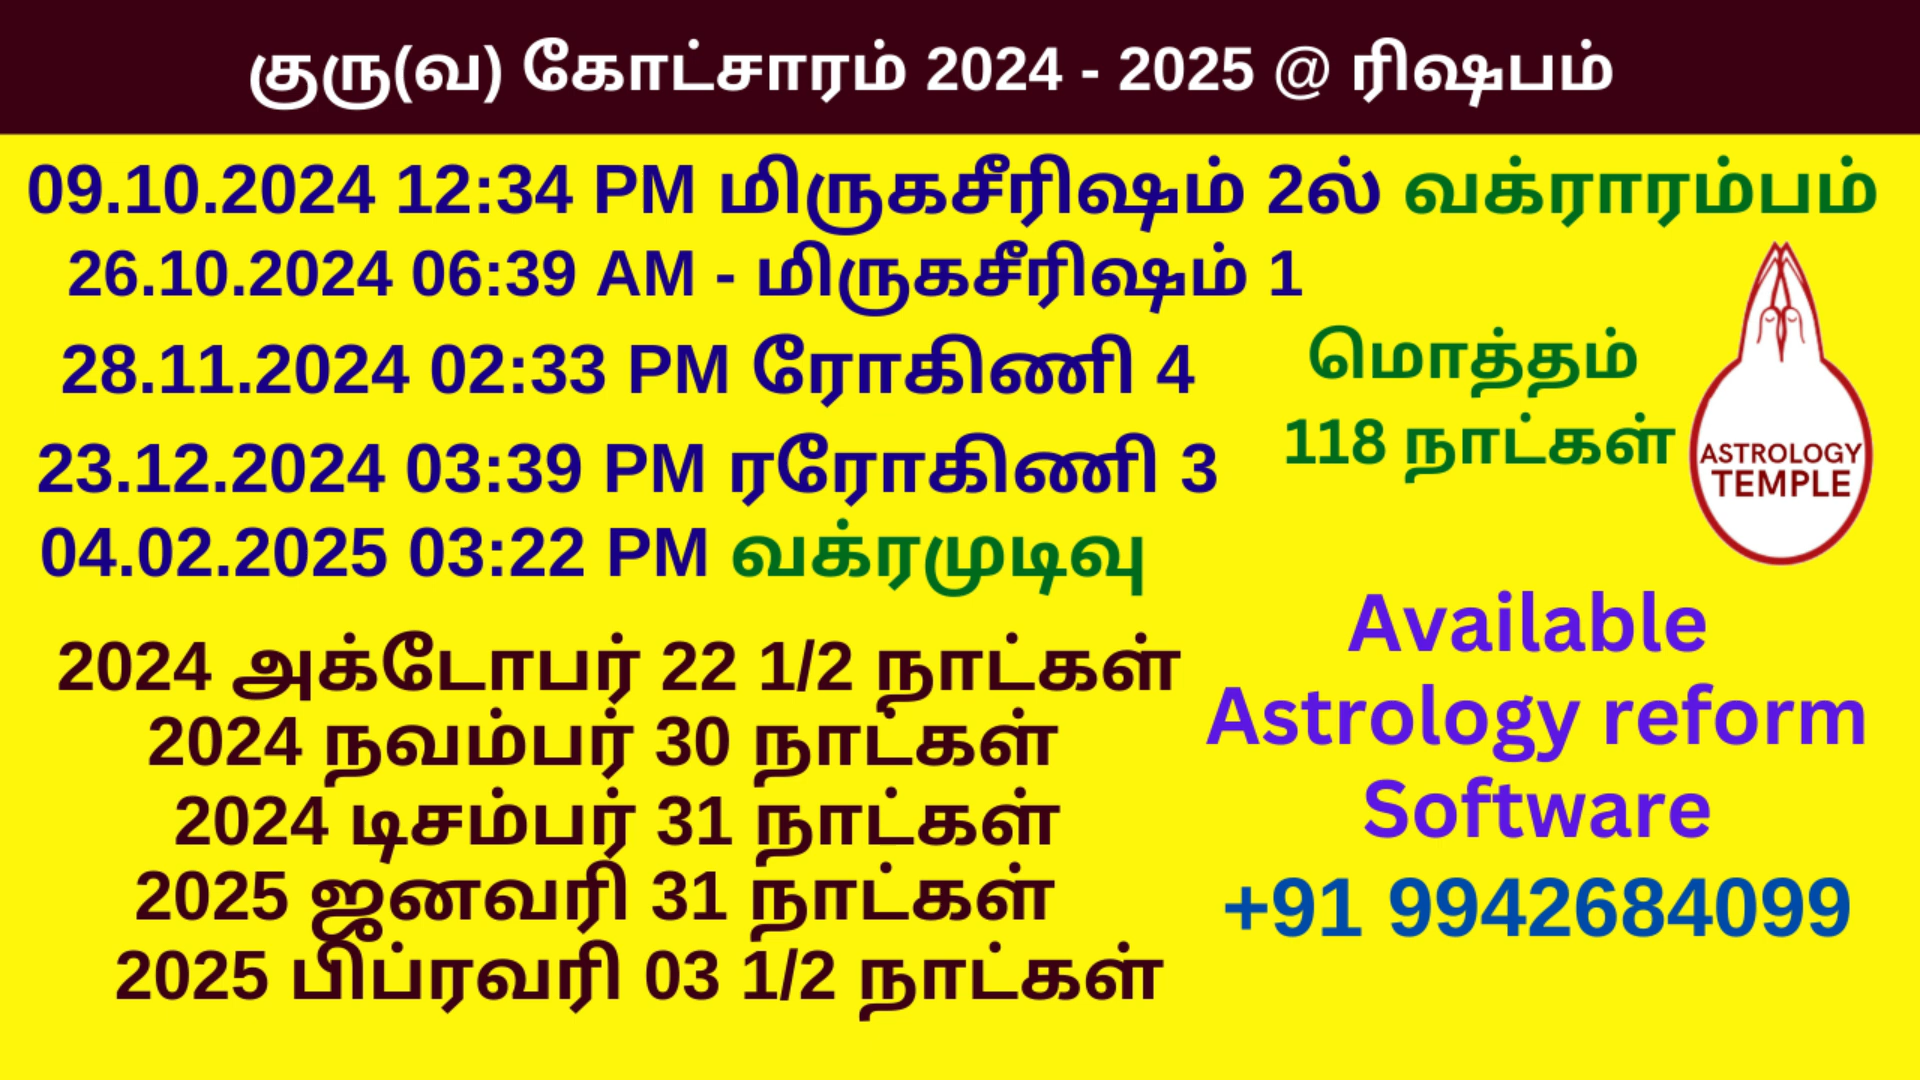 குரு(வ) கோட்சாரம் 2024 - 2025 @ ரிஷபம்
09.10.2024 12:34 PM மிருகசீரிஷம் 2ல் வக்ராரம்பம்
26.10.2024 06:39 AM - மிருகசீரிஷம் 1
28.11.2024 02:33 PM ரோகிணி 4
23.12.2024 03:39 PM ரரோகிணி 3
04.02.2025 03:22 PM வக்ரமுடிவு
மொத்தம்
118 நாட்கள்
ASTROLOGY
TEMPLE
2024 அக்டோபர் 22 1/2 நாட்கள்
2024 நவம்பர் 30 நாட்கள்
2024 டிசம்பர் 31 நாட்கள்
2025 ஜனவரி 31 நாட்கள்
2025 பிப்ரவரி 03 1/2 நாட்கள்
Available
Astrology reform
Software
+91 9942684099